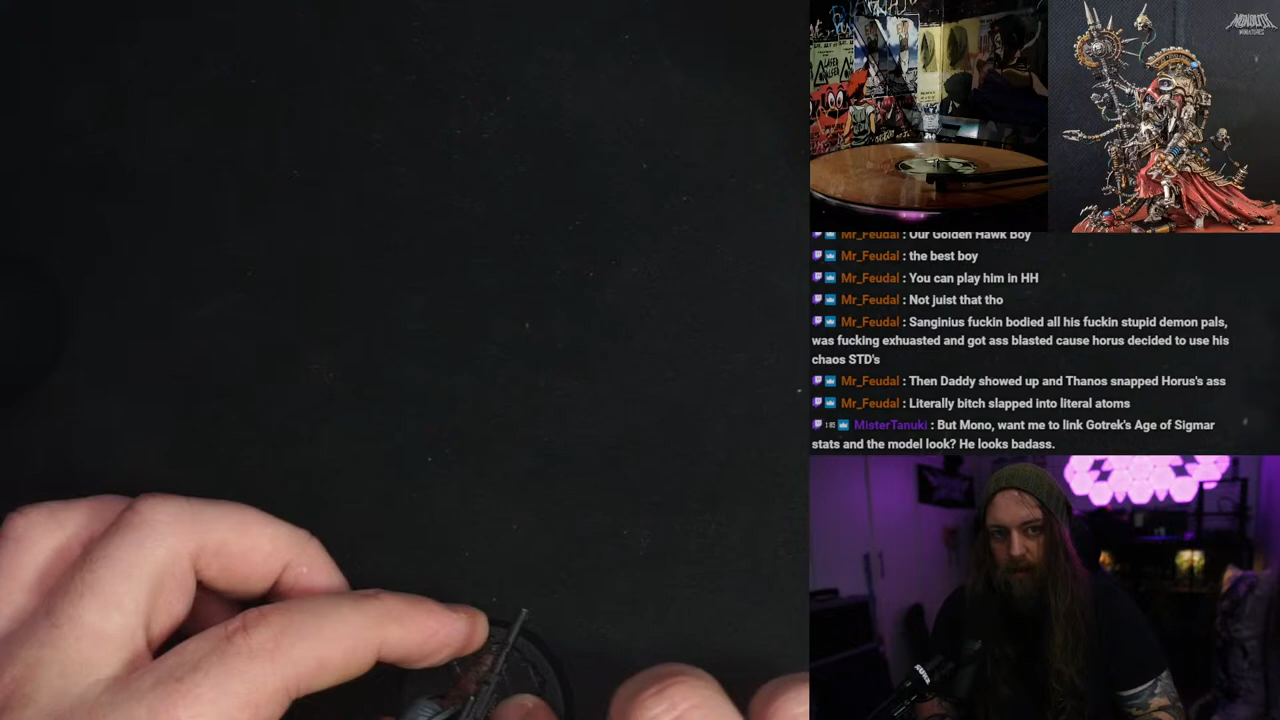 MONOLITH
MINIATURES
Mr_Feudal : Our Golden Hawk Boy
Mr_Feudal : the best boy
Mr_Feudal : You can play him in HH
Mr_Feudal : Not juist that tho
Mr_Feudal : Sanginius fuckin bodied all his fuckin stupid demon pals,
was fucking exhuasted and got ass blasted cause horus decided to use his
chaos STD's
Mr_Feudal : Then Daddy showed up and Thanos snapped Horus's ass
Mr_Feudal : Literally bitch slapped into literal atoms
MisterTanuki : But Mono, want me to link Gotrek's Age of Sigmar
stats and the model look? He looks badass.